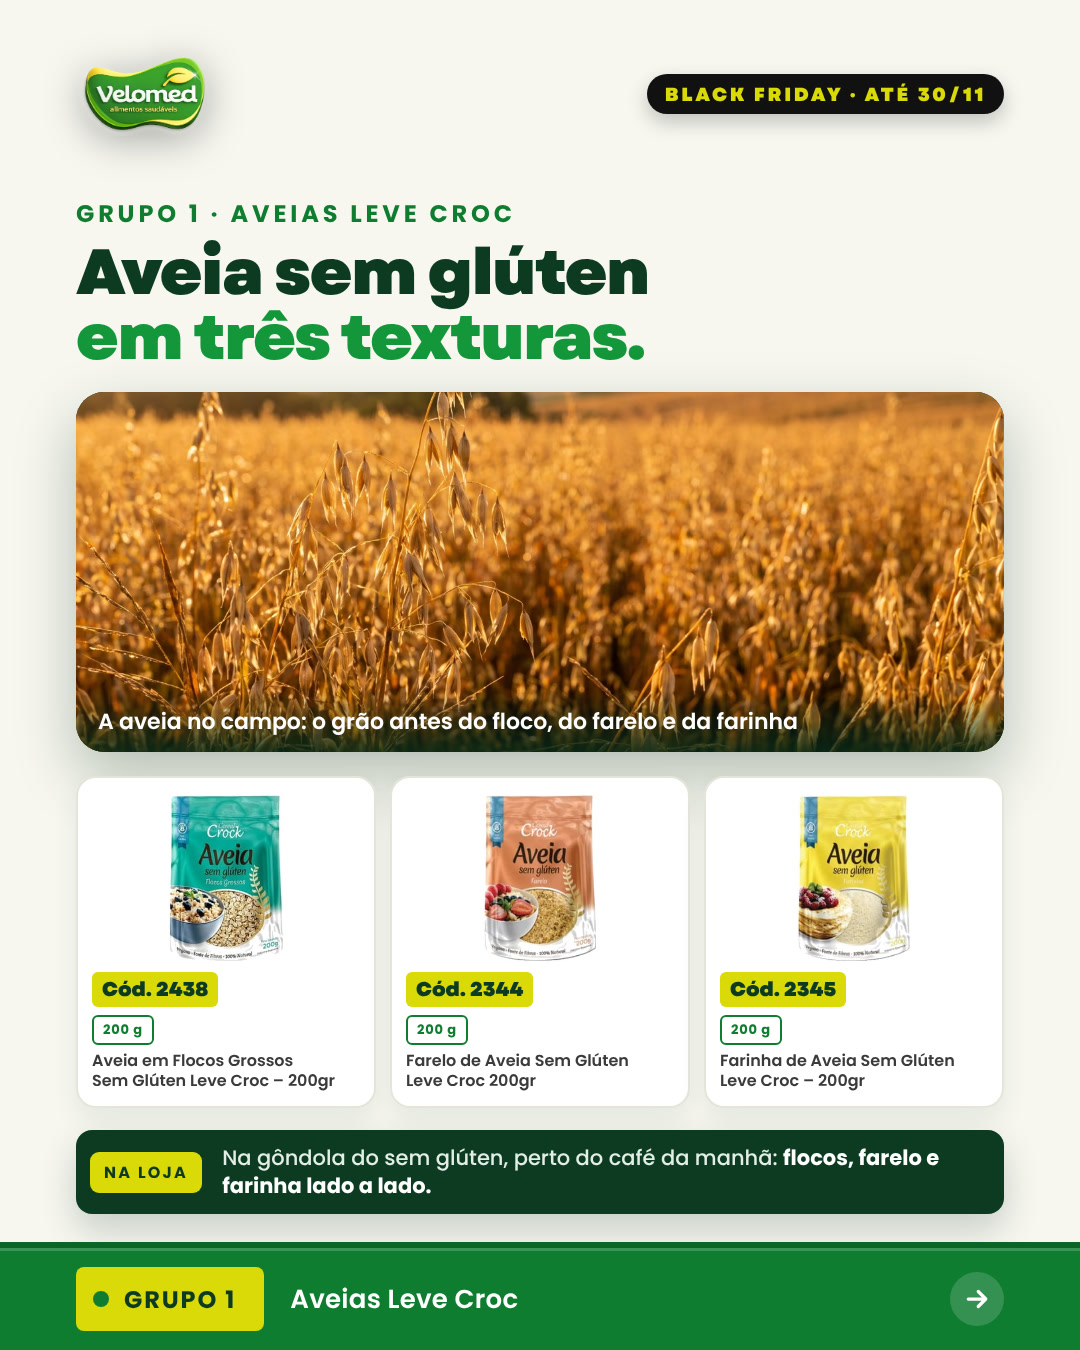 Velomed
alimentos saudáveis
BLACK FRIDAY · ATÉ 30/11
GRUPO 1 · AVEIAS LEVE CROC
Aveia sem glúten
em três texturas.
A aveia no campo: o grão antes do floco, do farelo e da farinha
Crock
Aveia
sem glúten
Flocos Grossos
200g
Crock
Aveia
sem glúten
Farelo
200g
Crock
Aveia
sem glúten
Cód. 2438
200 g
Aveia em Flocos Grossos
Sem Glúten Leve Croc – 200gr
Cód. 2344
200 g
Farelo de Aveia Sem Glúten
Leve Croc 200gr
Cód. 2345
200 g
Farinha de Aveia Sem Glúten
Leve Croc – 200gr
NA LOJA
Na gôndola do sem glúten, perto do café da manhã: flocos, farelo e
farinha lado a lado.
GRUPO 1
Aveias Leve Croc